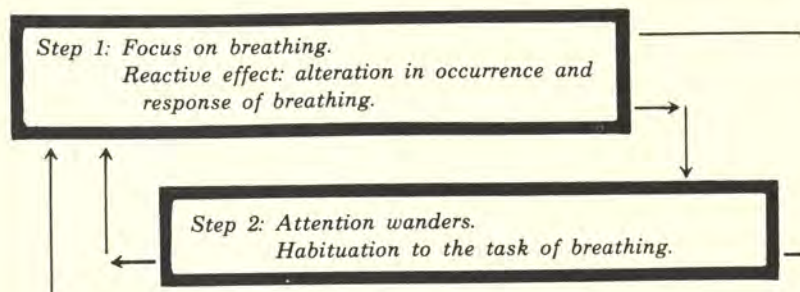 Step 1: Focus on breathing.
Reactive effect: alteration in occurrence and
response of breathing.
Step 2: Attention wanders.
Habituation to the task of breathing.